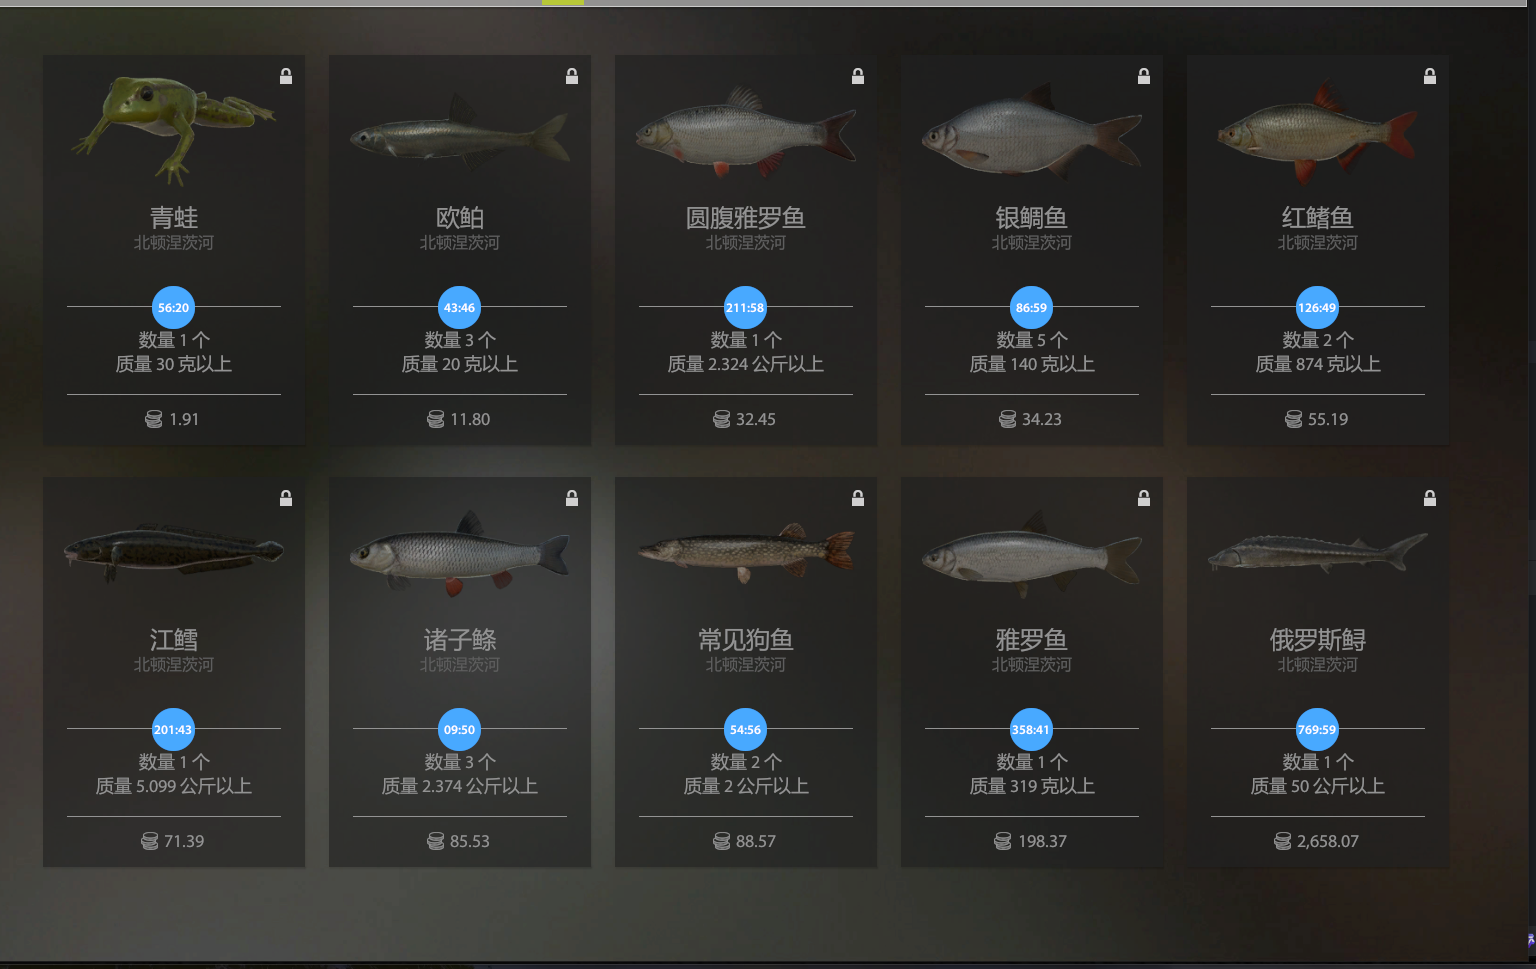 青蛙
北顿涅茨河
56:20
数量 1 个
质量 30 克以上
1.91
欧鲌
北顿涅茨河
43:46
数量 3 个
质量 20 克以上
11.80
圆腹雅罗鱼
北顿涅茨河
211:58
数量 1 个
质量 2.324 公斤以上
32.45
银鲷鱼
北顿涅茨河
86:59
数量 5 个
质量 140 克以上
34.23
红鳍鱼
北顿涅茨河
126:49
数量 2 个
质量 874 克以上
55.19
江鳕
北顿涅茨河
201:43
数量 1 个
质量 5.099 公斤以上
71.39
诸子鲦
北顿涅茨河
09:50
数量 3 个
质量 2.374 公斤以上
85.53
常见狗鱼
北顿涅茨河
54:56
数量 2 个
质量 2 公斤以上
88.57
雅罗鱼
北顿涅茨河
358:41
数量 1 个
质量 319 克以上
198.37
俄罗斯鲟
北顿涅茨河
769:59
数量 1 个
质量 50 公斤以上
2,658.07